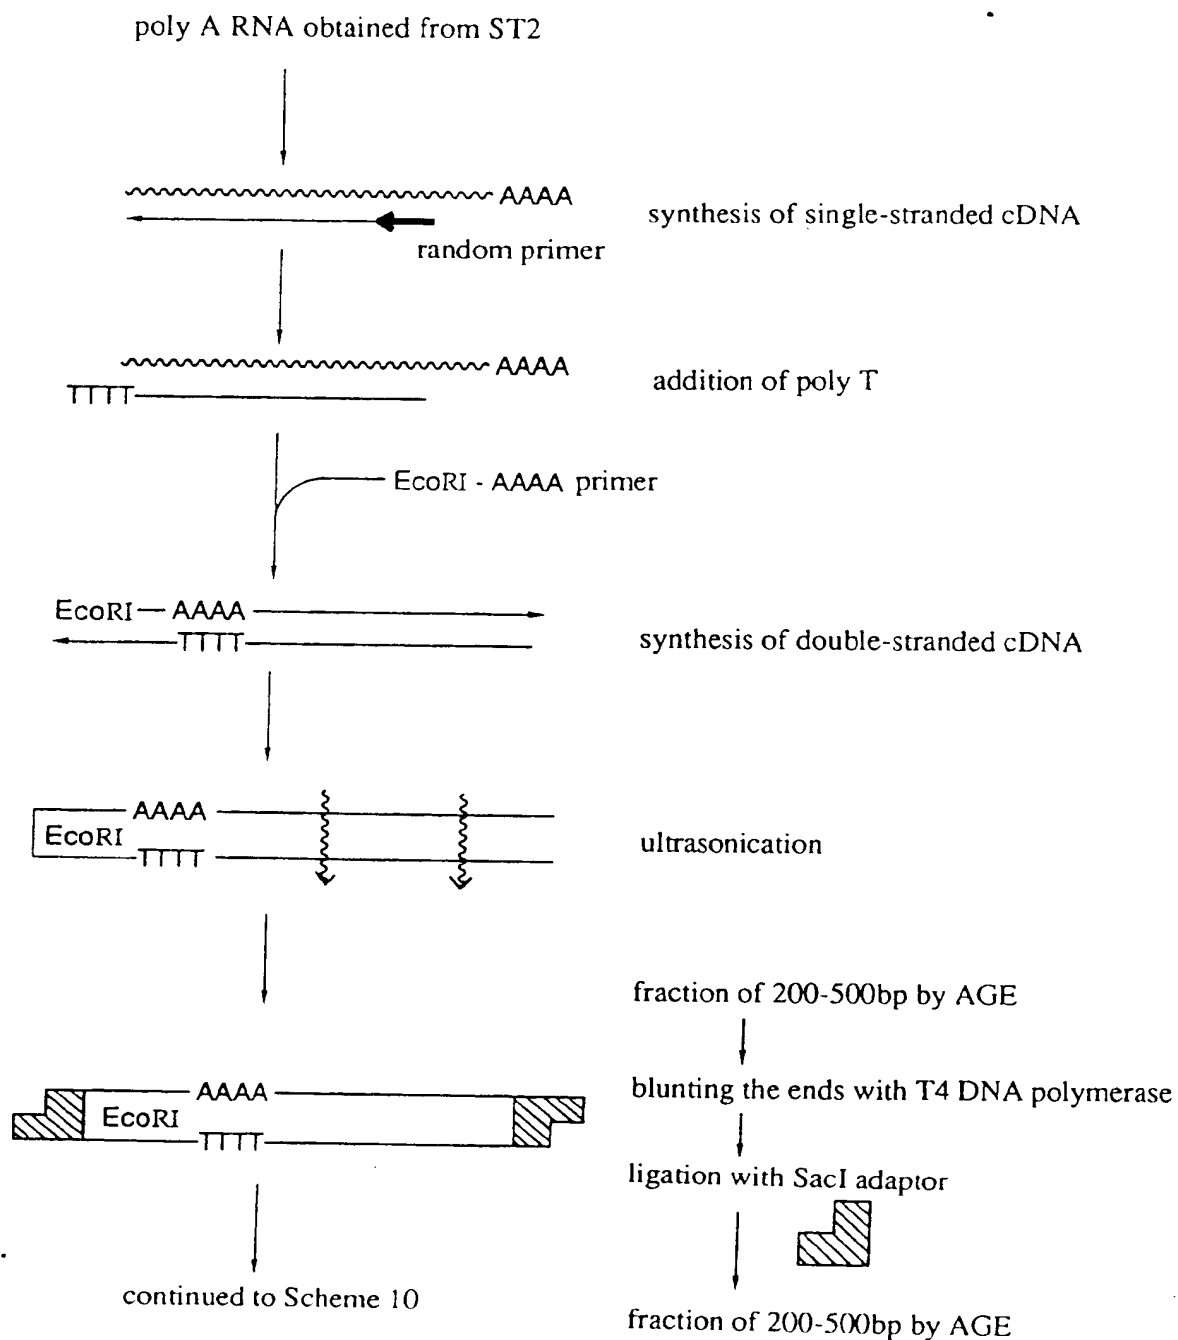 poly A RNA obtained from ST2
AAAA
synthesis of single-stranded cDNA
random primer
AAAA
TTTT
addition of poly T
EcoRI - AAAA primer
EcoRI — AAAA
TTTT
synthesis of double-stranded cDNA
AAAA
EcoRI
TTTT
ultrasonication
fraction of 200-500bp by AGE
AAAA
blunting the ends with T4 DNA polymerase
EcoRI
TTTT
ligation with SacI adaptor
continued to Scheme 10
fraction of 200-500bp by AGE